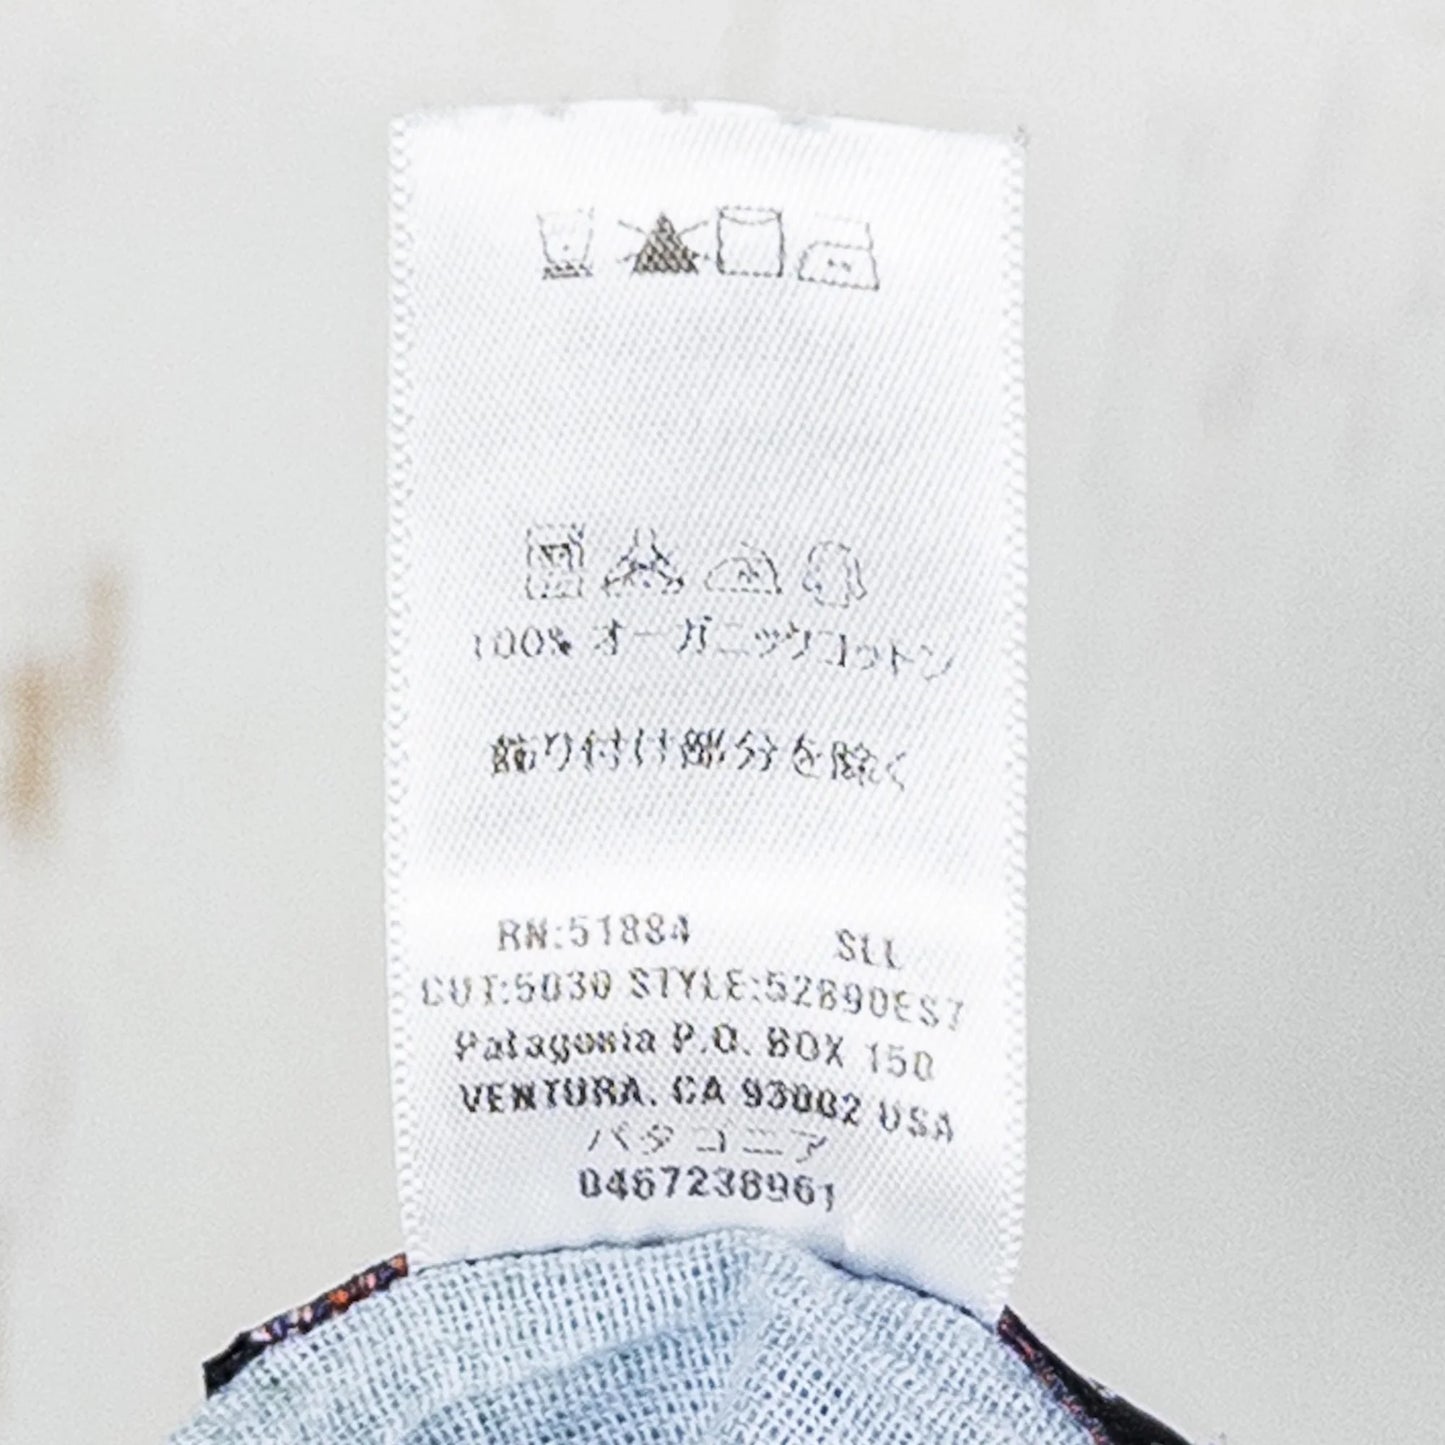 100% オーガニックコットン
飾り付け部分を除く
RN:51884 SLL
CUT:5030 STYLE:52890ES7
Patagonia P.O. BOX 150
VENTURA, CA 93002 USA
パタゴニア
0467236961